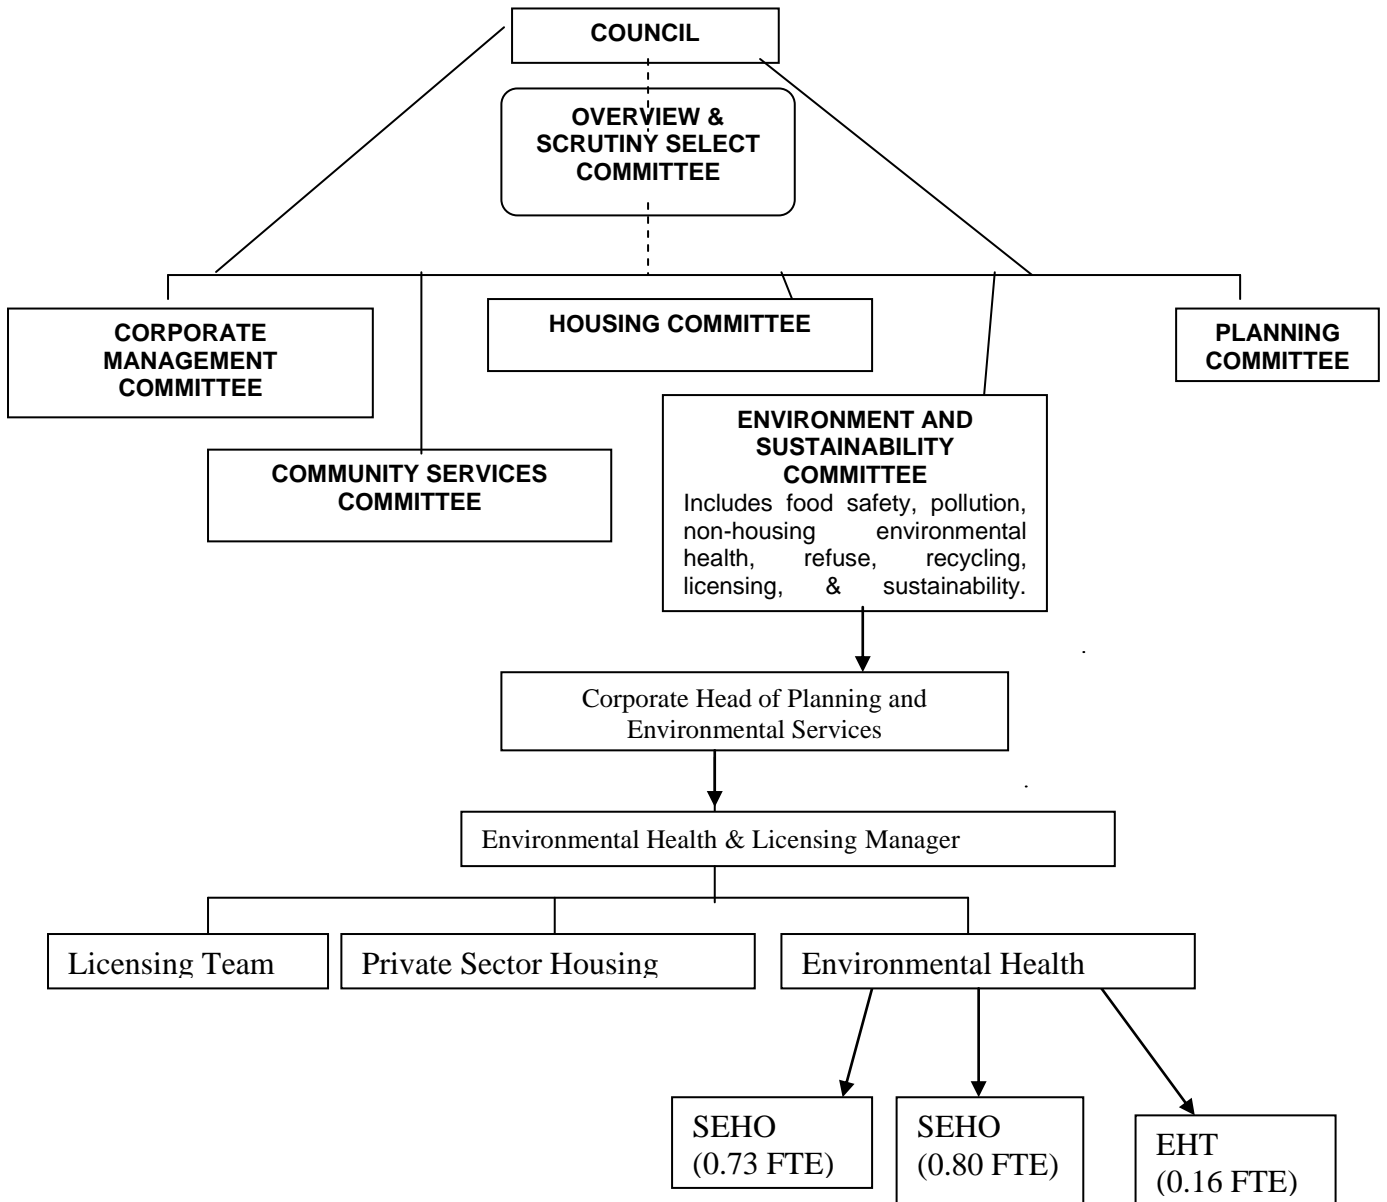 COUNCIL
OVERVIEW &
SCRUTINY SELECT
COMMITTEE
CORPORATE
MANAGEMENT
COMMITTEE
HOUSING COMMITTEE
PLANNING
COMMITTEE
COMMUNITY SERVICES
COMMITTEE
ENVIRONMENT AND
SUSTAINABILITY
COMMITTEE
Includes food safety, pollution,
non-housing environmental
health, refuse, recycling,
licensing, & sustainability.
Corporate Head of Planning and
Environmental Services
Environmental Health & Licensing Manager
Licensing Team
Private Sector Housing
Environmental Health
SEHO
(0.73 FTE)
SEHO
(0.80 FTE)
EHT
(0.16 FTE)